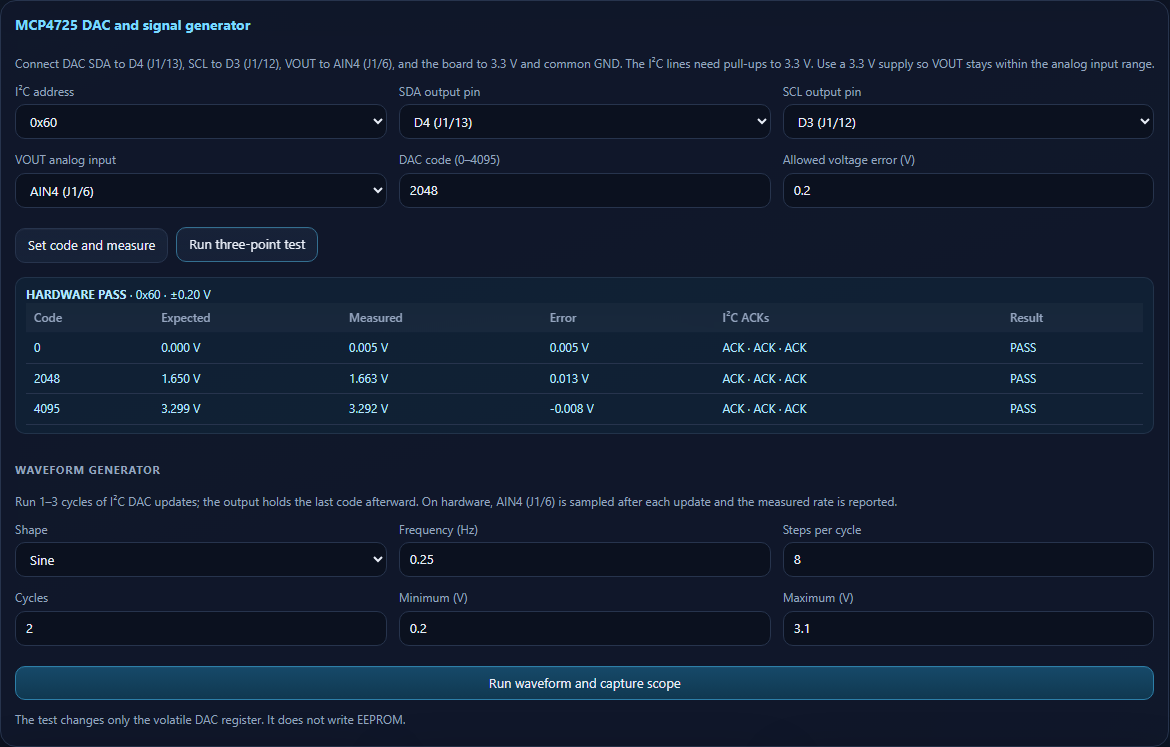 MCP4725 DAC and signal generator
Connect DAC SDA to D4 (J1/13), SCL to D3 (J1/12), VOUT to AIN4 (J1/6), and the board to 3.3 V and common GND. The I²C lines need pull-ups to 3.3 V. Use a 3.3 V supply so VOUT stays within the analog input range.
I²C address SDA output pin SCL output pin
0x60 D4 (J1/13) D3 (J1/12)
VOUT analog input DAC code (0–4095) Allowed voltage error (V)
AIN4 (J1/6) 2048 0.2
Set code and measure Run three-point test
HARDWARE PASS · 0x60 · ±0.20 V
Code Expected Measured Error I²C ACKs Result
0 0.000 V 0.005 V 0.005 V ACK · ACK · ACK PASS
2048 1.650 V 1.663 V 0.013 V ACK · ACK · ACK PASS
4095 3.299 V 3.292 V -0.008 V ACK · ACK · ACK PASS
WAVEFORM GENERATOR
Run 1–3 cycles of I²C DAC updates; the output holds the last code afterward. On hardware, AIN4 (J1/6) is sampled after each update and the measured rate is reported.
Shape Frequency (Hz) Steps per cycle
Sine 0.25 8
Cycles Minimum (V) Maximum (V)
2 0.2 3.1
Run waveform and capture scope
The test changes only the volatile DAC register. It does not write EEPROM.